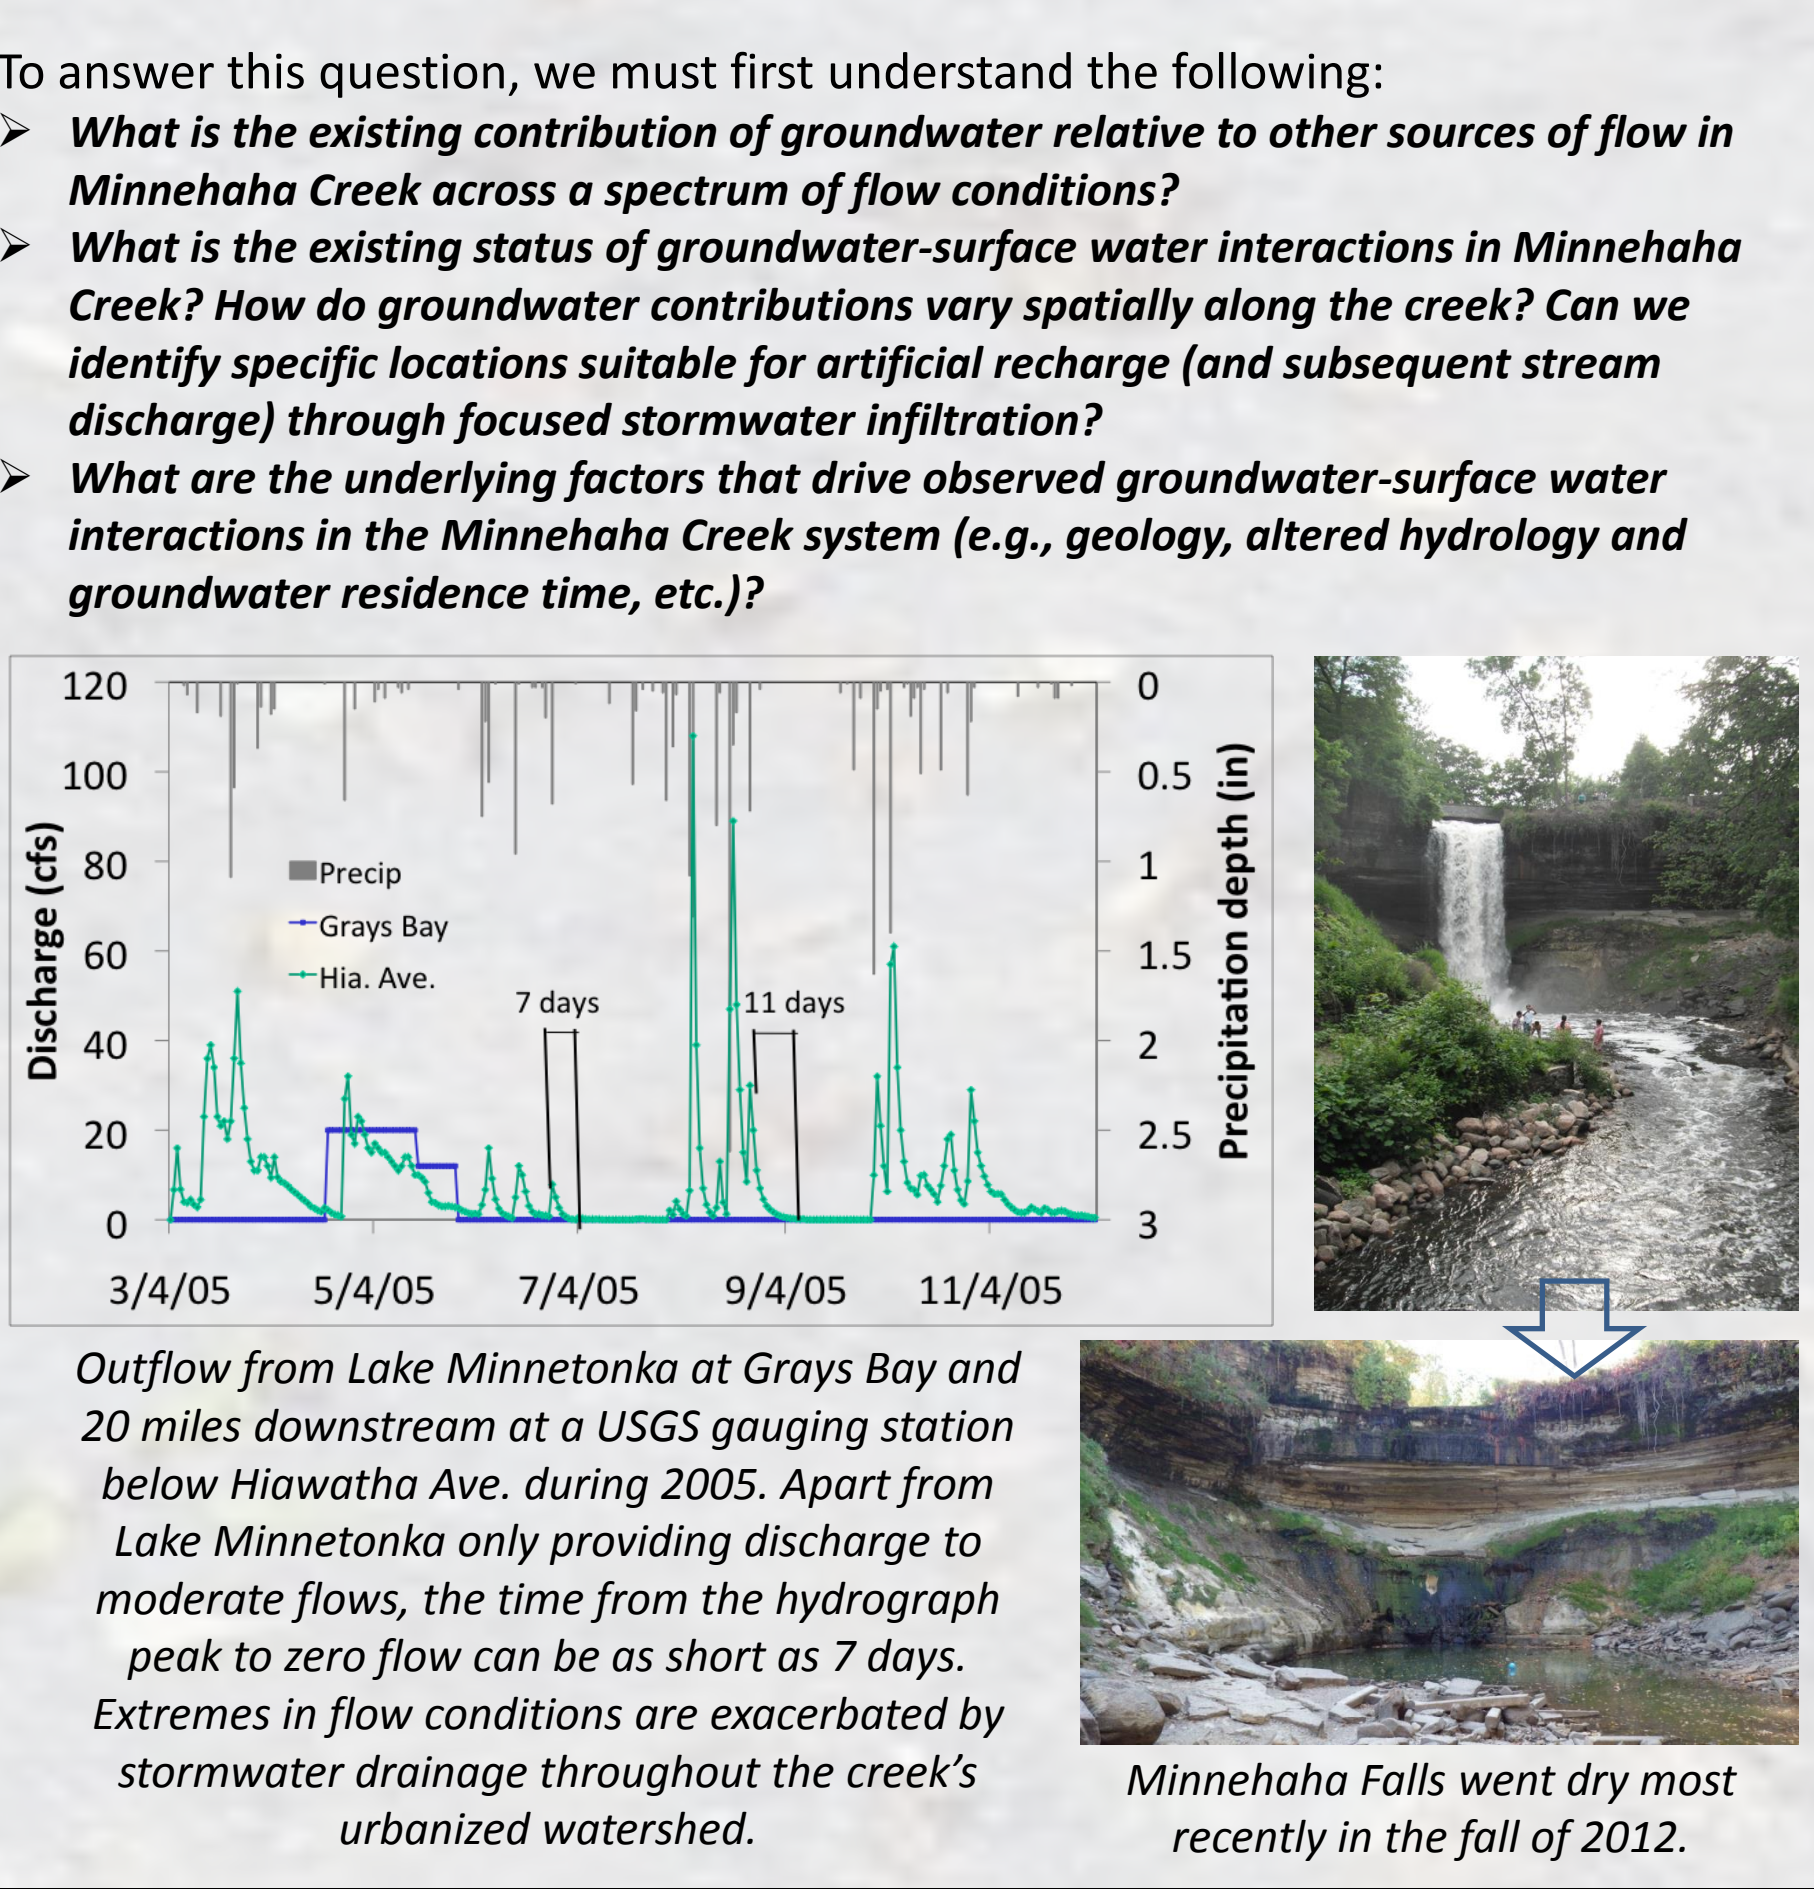 To answer this question, we must first understand the following:
➢ What is the existing contribution of groundwater relative to other sources of flow in
Minnehaha Creek across a spectrum of flow conditions?
➢ What is the existing status of groundwater-surface water interactions in Minnehaha
Creek? How do groundwater contributions vary spatially along the creek? Can we
identify specific locations suitable for artificial recharge (and subsequent stream
discharge) through focused stormwater infiltration?
➢ What are the underlying factors that drive observed groundwater-surface water
interactions in the Minnehaha Creek system (e.g., geology, altered hydrology and
groundwater residence time, etc.)?
Discharge (cfs)
120
100
80
60
40
20
0
Precip
Grays Bay
Hia. Ave.
7 days
11 days
0
0.5
1
1.5
2
2.5
3
Precipitation depth (in)
3/4/05 5/4/05 7/4/05 9/4/05 11/4/05
Outflow from Lake Minnetonka at Grays Bay and
20 miles downstream at a USGS gauging station
below Hiawatha Ave. during 2005. Apart from
Lake Minnetonka only providing discharge to
moderate flows, the time from the hydrograph
peak to zero flow can be as short as 7 days.
Extremes in flow conditions are exacerbated by
stormwater drainage throughout the creek's
urbanized watershed.
Minnehaha Falls went dry most
recently in the fall of 2012.